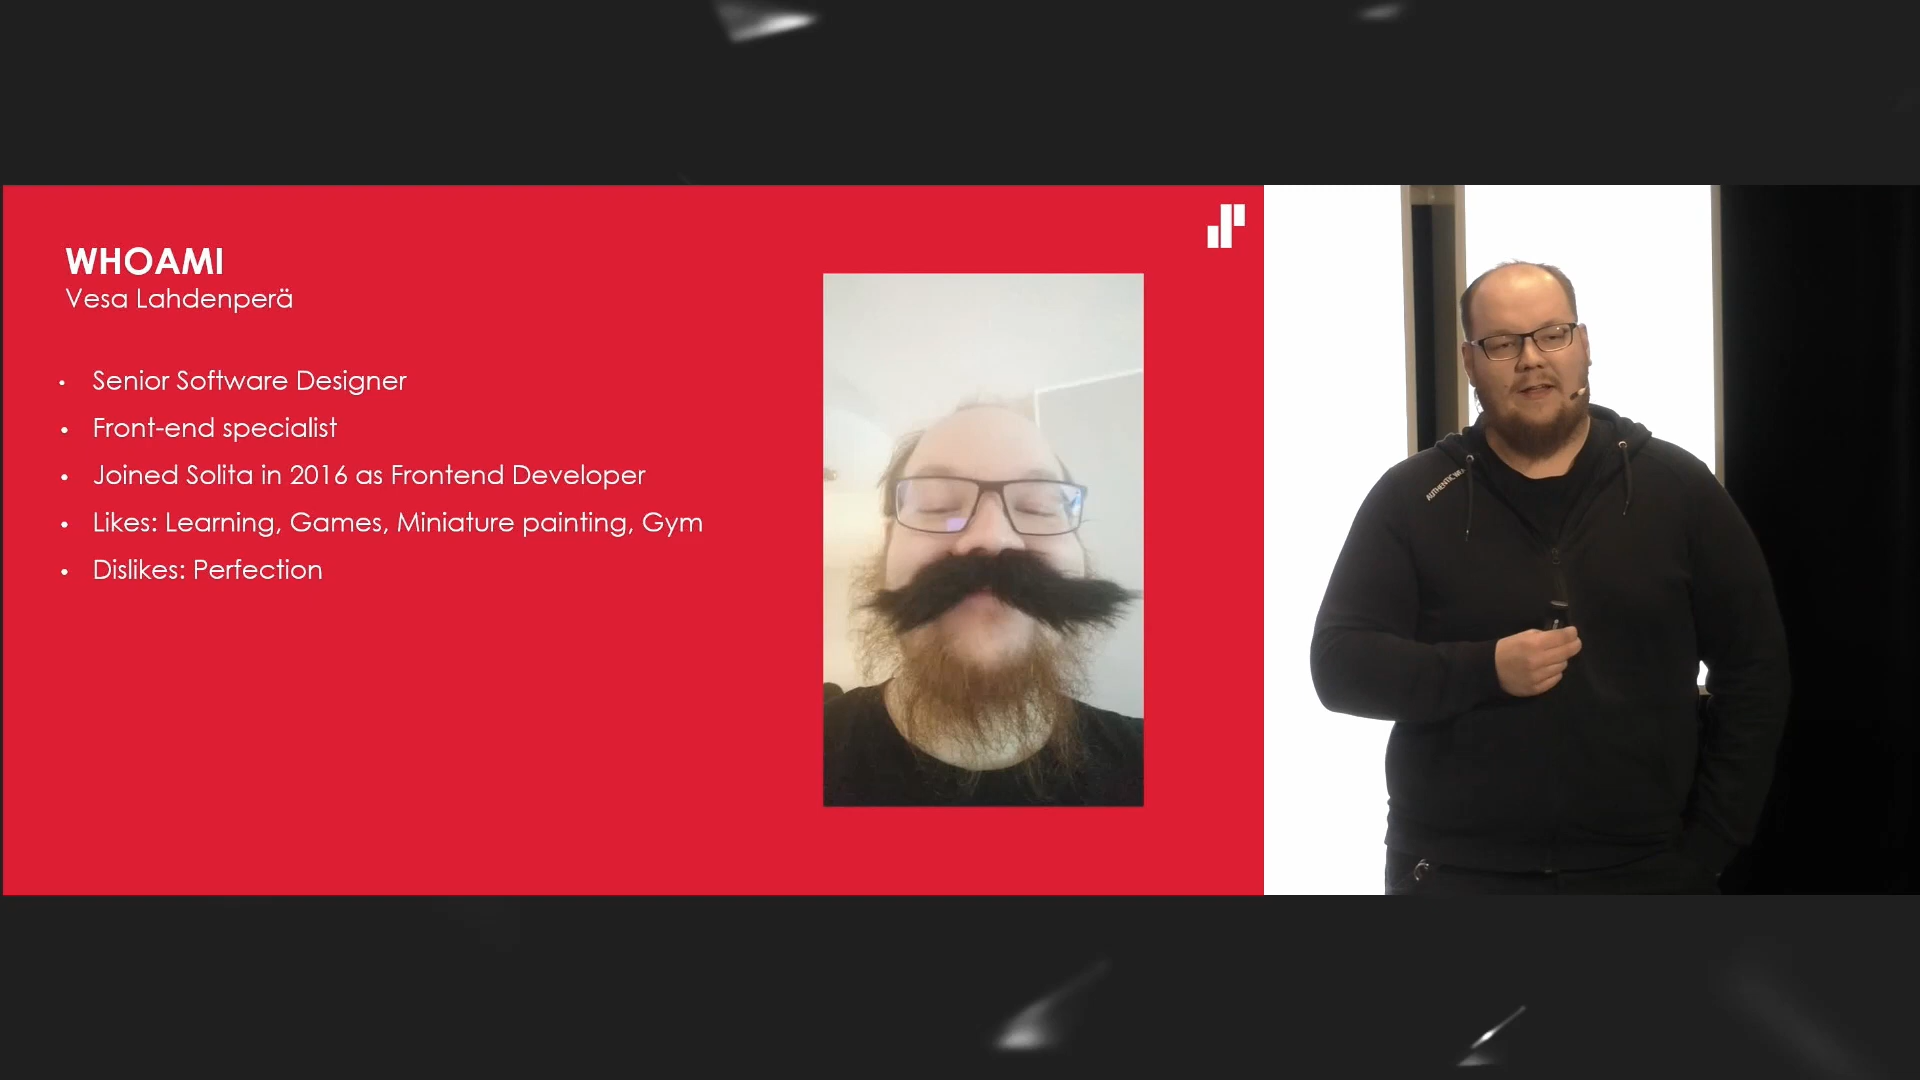 WHOAMI
Vesa Lahdenperä
• Senior Software Designer
• Front-end specialist
• Joined Solita in 2016 as Frontend Developer
• Likes: Learning, Games, Miniature painting, Gym
• Dislikes: Perfection